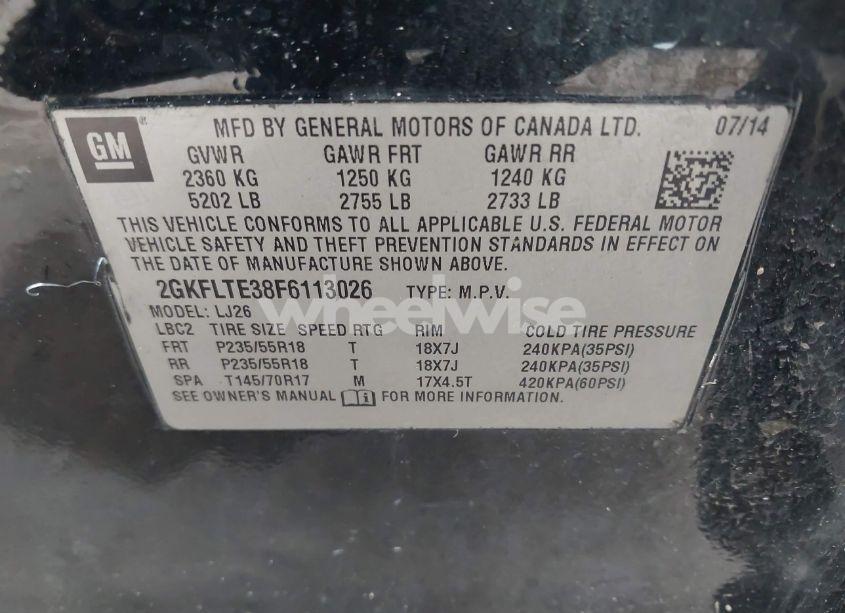 GM ® MFD BY GENERAL MOTORS OF CANADA LTD. 07/14
GVWR GAWR FRT GAWR RR
2360 KG 1250 KG 1240 KG
5202 LB 2755 LB 2733 LB
THIS VEHICLE CONFORMS TO ALL APPLICABLE U.S. FEDERAL MOTOR
VEHICLE SAFETY AND THEFT PREVENTION STANDARDS IN EFFECT ON
THE DATE OF MANUFACTURE SHOWN ABOVE.
2GKFLTE38F6113026 TYPE: M.P.V.
wheelwise
MODEL: LJ26
LBC2 TIRE SIZE SPEED RTG RIM COLD TIRE PRESSURE
FRT P235/55R18 T 18X7J 240KPA(35PSI)
RR P235/55R18 T 18X7J 240KPA(35PSI)
SPA T145/70R17 M 17X4.5T 420KPA(60PSI)
SEE OWNER'S MANUAL FOR MORE INFORMATION.